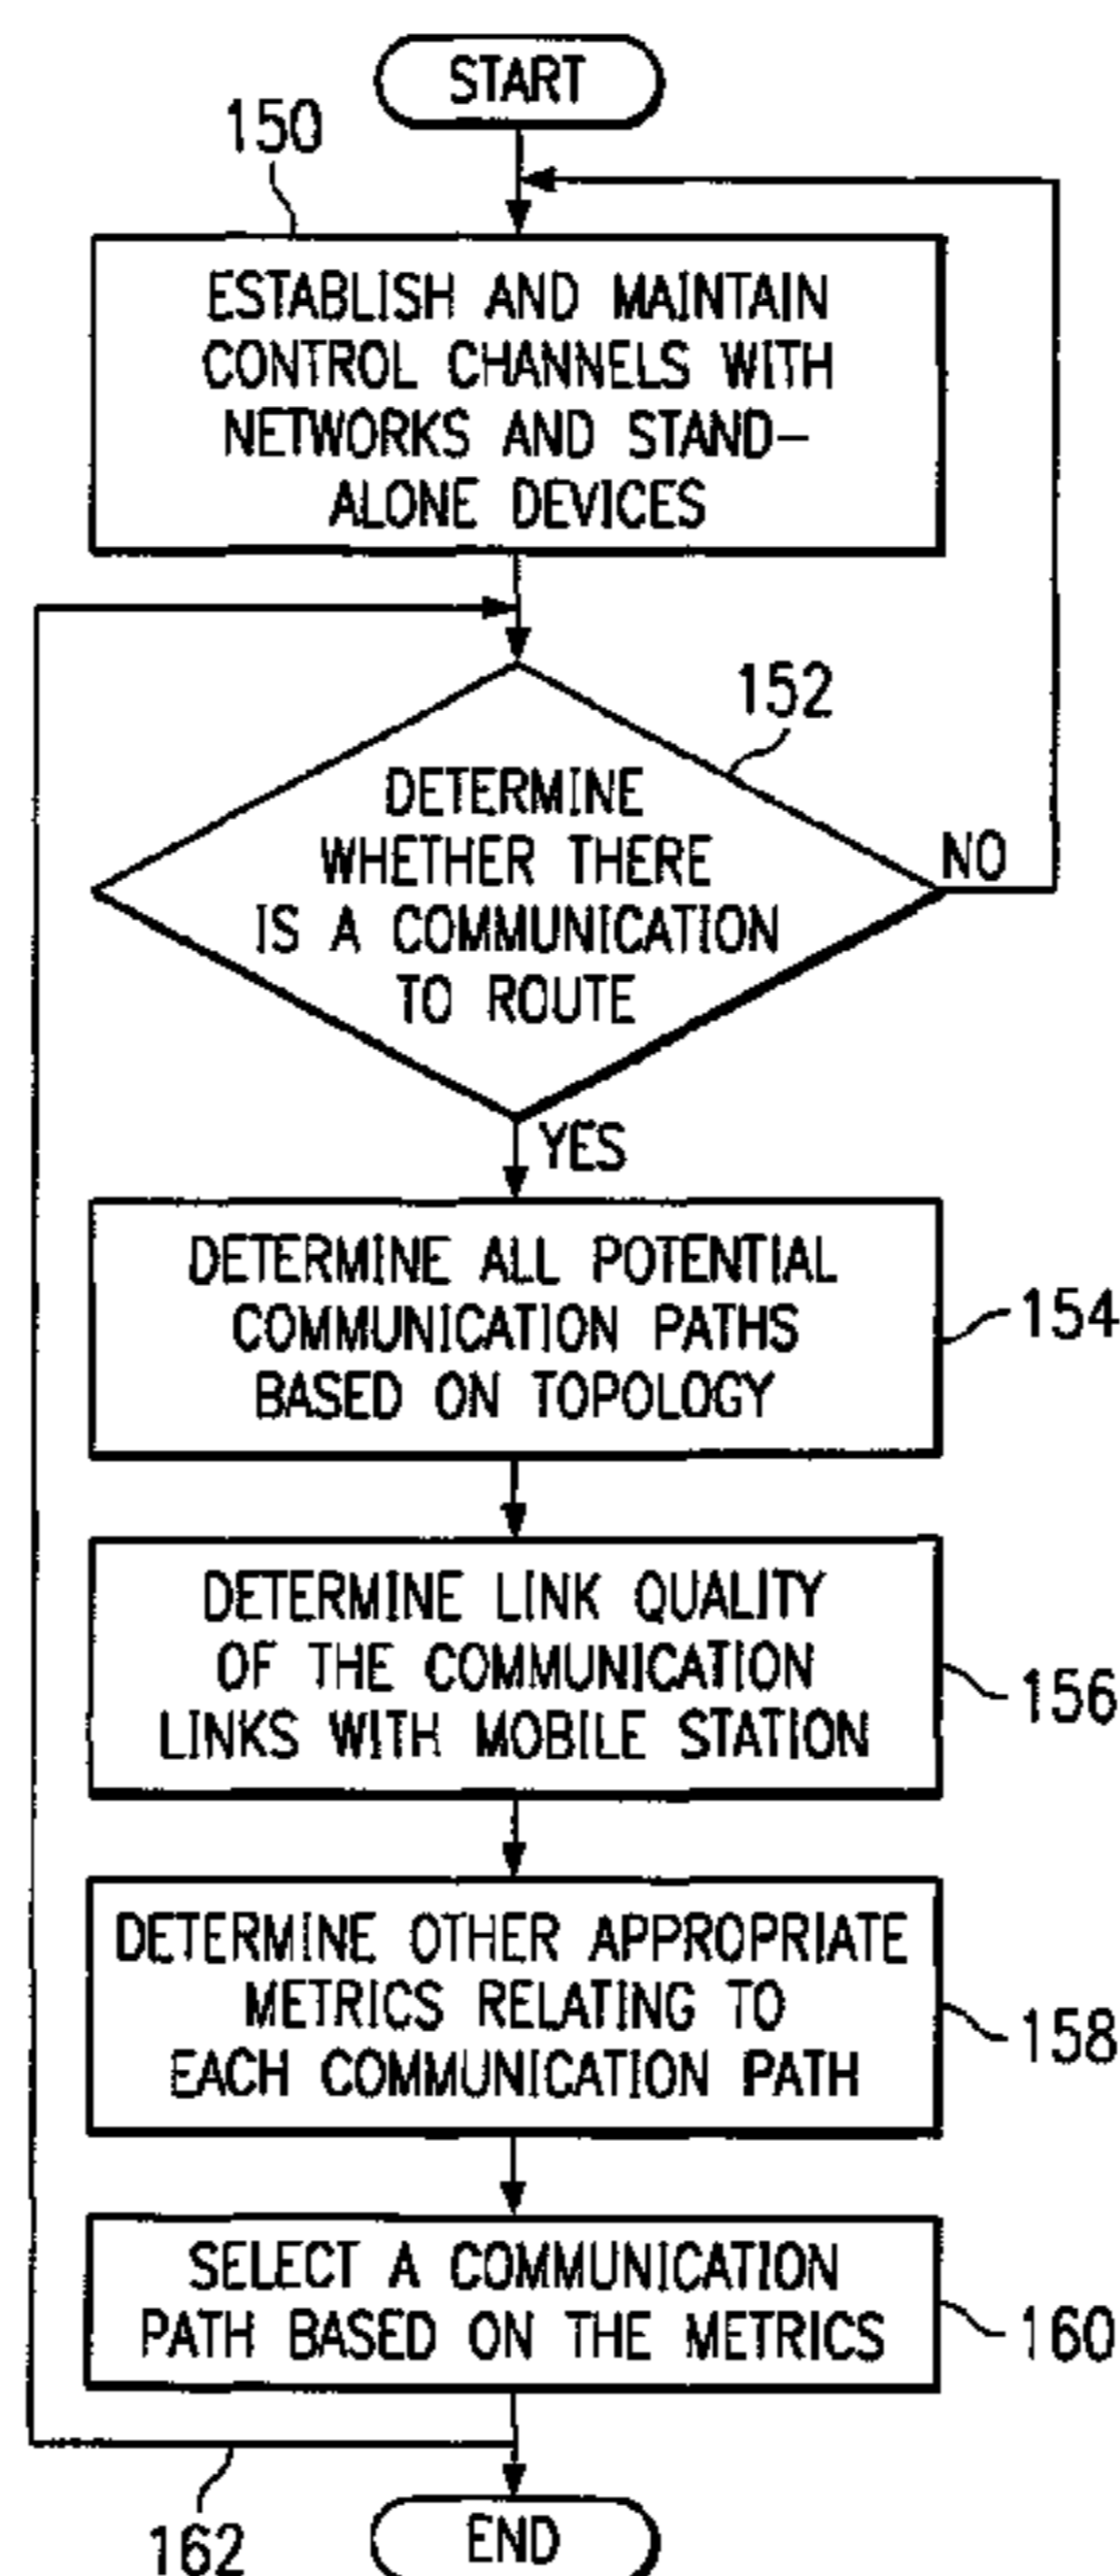 START
150
ESTABLISH AND MAINTAIN
CONTROL CHANNELS WITH
NETWORKS AND STAND-
ALONE DEVICES
152
DETERMINE
WHETHER THERE
IS A COMMUNICATION
TO ROUTE
NO
YES
DETERMINE ALL POTENTIAL
COMMUNICATION PATHS
BASED ON TOPOLOGY
154
DETERMINE LINK QUALITY
OF THE COMMUNICATION
LINKS WITH MOBILE STATION
156
DETERMINE OTHER APPROPRIATE
METRICS RELATING TO
EACH COMMUNICATION PATH
158
SELECT A COMMUNICATION
PATH BASED ON THE METRICS
160
162
END